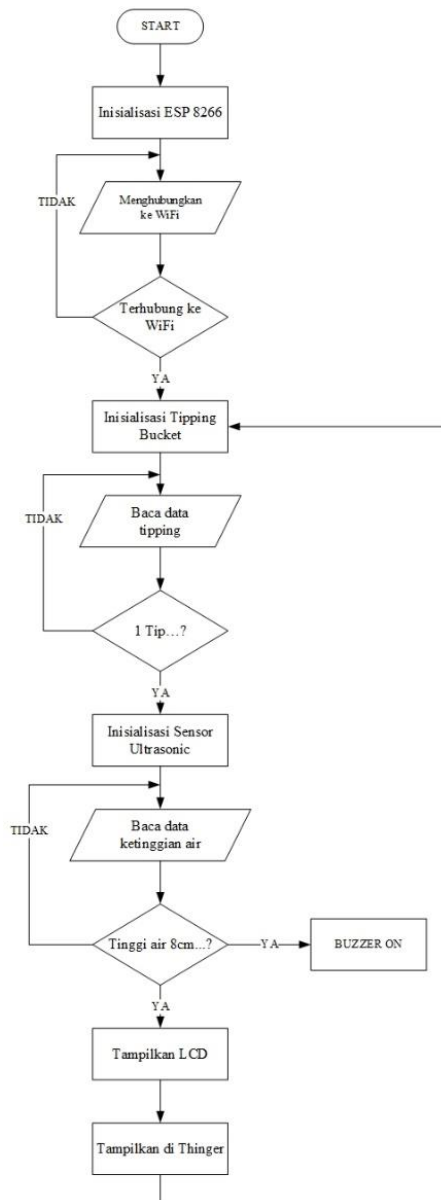 START
Inisialisasi ESP 8266
TIDAK
Menghubungkan
ke WiFi
Terhubung ke
WiFi
YA
Inisialisasi Tipping
Bucket
TIDAK
Baca data
tipping
1 Tip...?
YA
Inisialisasi Sensor
Ultrasonic
TIDAK
Baca data
ketinggian air
Tinggi air 8cm...?
YA
BUZZER ON
YA
Tampilkan LCD
Tampilkan di Thinger